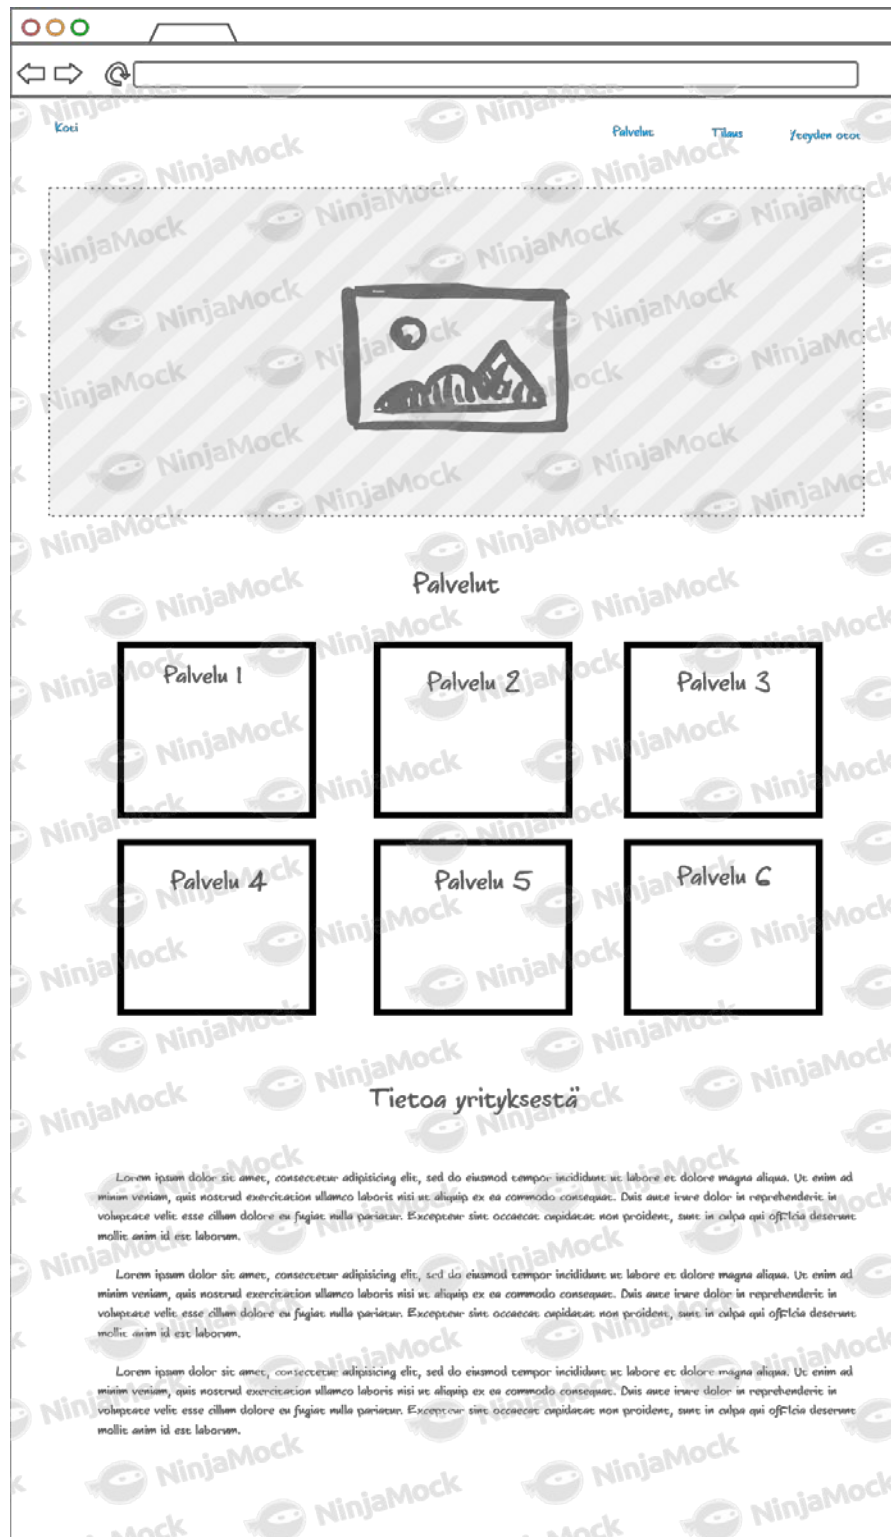 Koti
Palvelut Tilaus Yteyden otot
Palvelut
Palvelu 1 Palvelu 2 Palvelu 3
Palvelu 4 Palvelu 5 Palvelu 6
Tietoa yrityksestä
Lorem ipsum dolor sit amet, consectetur adipisicing elit, sed do eiusmod tempor incididunt ut labore et dolore magna aliqua. Ut enim ad
minim veniam, quis nostrud exercitation ullamco laboris nisi ut aliquip ex ea commodo consequat. Duis aute irure dolor in reprehenderit in
voluptate velit esse cillum dolore eu fugiat nulla pariatur. Excepteur sint occaecat cupidatat non proident, sunt in culpa qui officia deserunt
mollit anim id est laborum.
Lorem ipsum dolor sit amet, consectetur adipisicing elit, sed do eiusmod tempor incididunt ut labore et dolore magna aliqua. Ut enim ad
minim veniam, quis nostrud exercitation ullamco laboris nisi ut aliquip ex ea commodo consequat. Duis aute irure dolor in reprehenderit in
voluptate velit esse cillum dolore eu fugiat nulla pariatur. Excepteur sint occaecat cupidatat non proident, sunt in culpa qui officia deserunt
mollit anim id est laborum.
Lorem ipsum dolor sit amet, consectetur adipisicing elit, sed do eiusmod tempor incididunt ut labore et dolore magna aliqua. Ut enim ad
minim veniam, quis nostrud exercitation ullamco laboris nisi ut aliquip ex ea commodo consequat. Duis aute irure dolor in reprehenderit in
voluptate velit esse cillum dolore eu fugiat nulla pariatur. Excepteur sint occaecat cupidatat non proident, sunt in culpa qui officia deserunt
mollit anim id est laborum.
NinjaMock